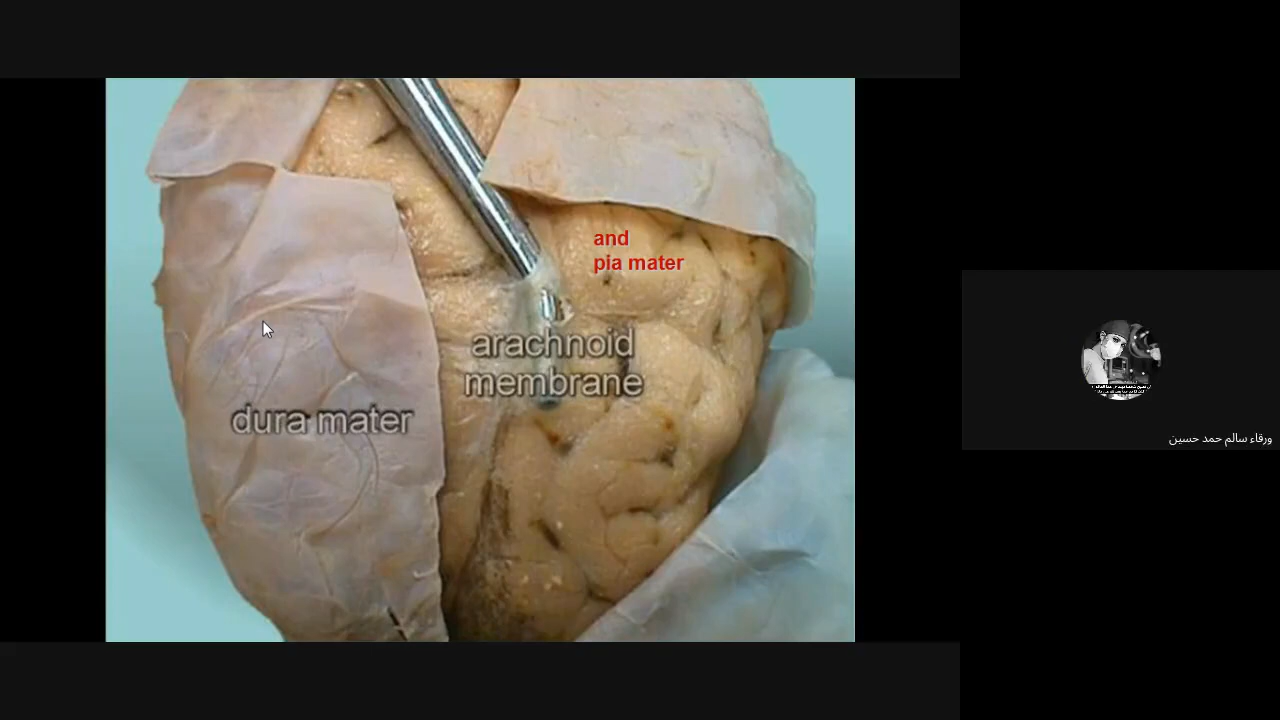 and
pia mater
arachnoid
membrane
dura mater
ورقاء سالم حمد حسين